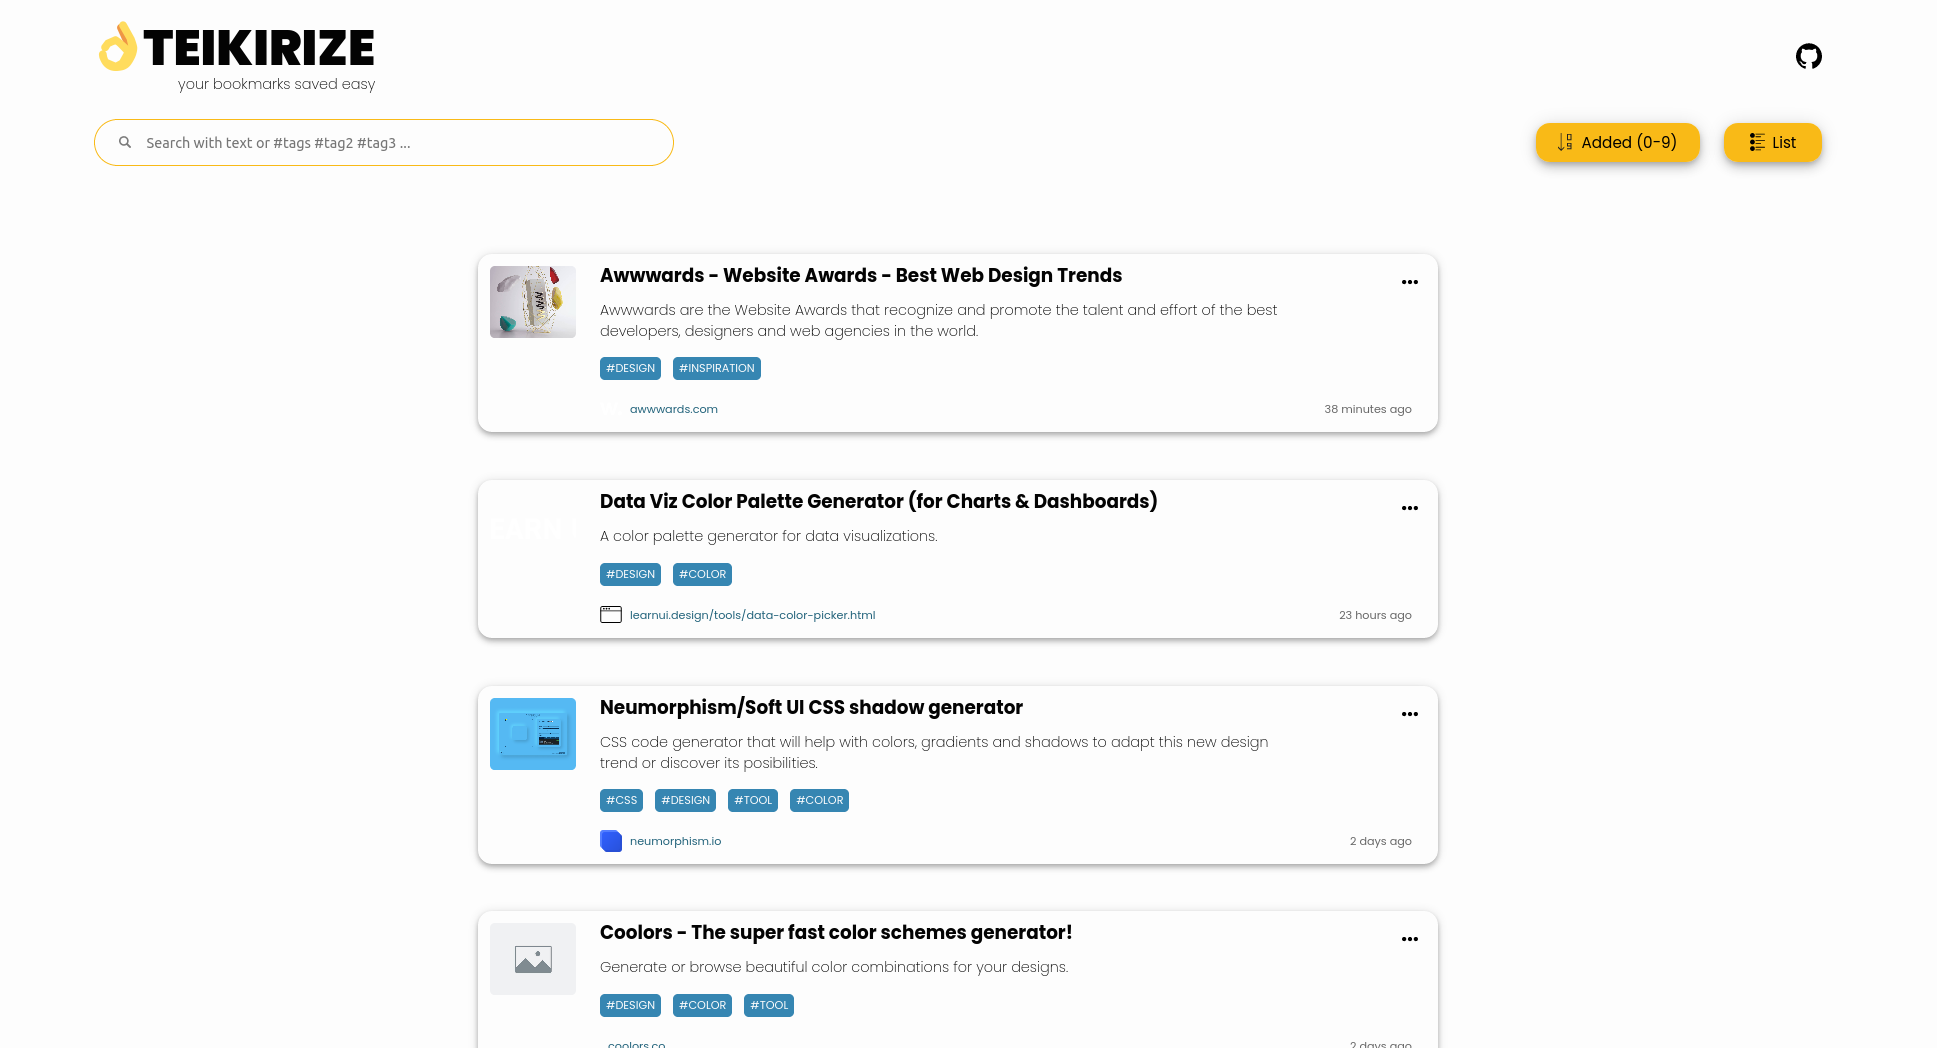 TEIKIRIZE
your bookmarks saved easy
Search with text or #tags #tag2 #tag3 ...
Added (0-9)
List
Awwwards - Website Awards - Best Web Design Trends
Awwwards are the Website Awards that recognize and promote the talent and effort of the best
developers, designers and web agencies in the world.
#DESIGN #INSPIRATION
awwwards.com
38 minutes ago
Data Viz Color Palette Generator (for Charts & Dashboards)
A color palette generator for data visualizations.
#DESIGN #COLOR
learnui.design/tools/data-color-picker.html
23 hours ago
Neumorphism/Soft UI CSS shadow generator
CSS code generator that will help with colors, gradients and shadows to adapt this new design
trend or discover its posibilities.
#CSS #DESIGN #TOOL #COLOR
neumorphism.io
2 days ago
Coolors - The super fast color schemes generator!
Generate or browse beautiful color combinations for your designs.
#DESIGN #COLOR #TOOL
coolors.co
2 days ago